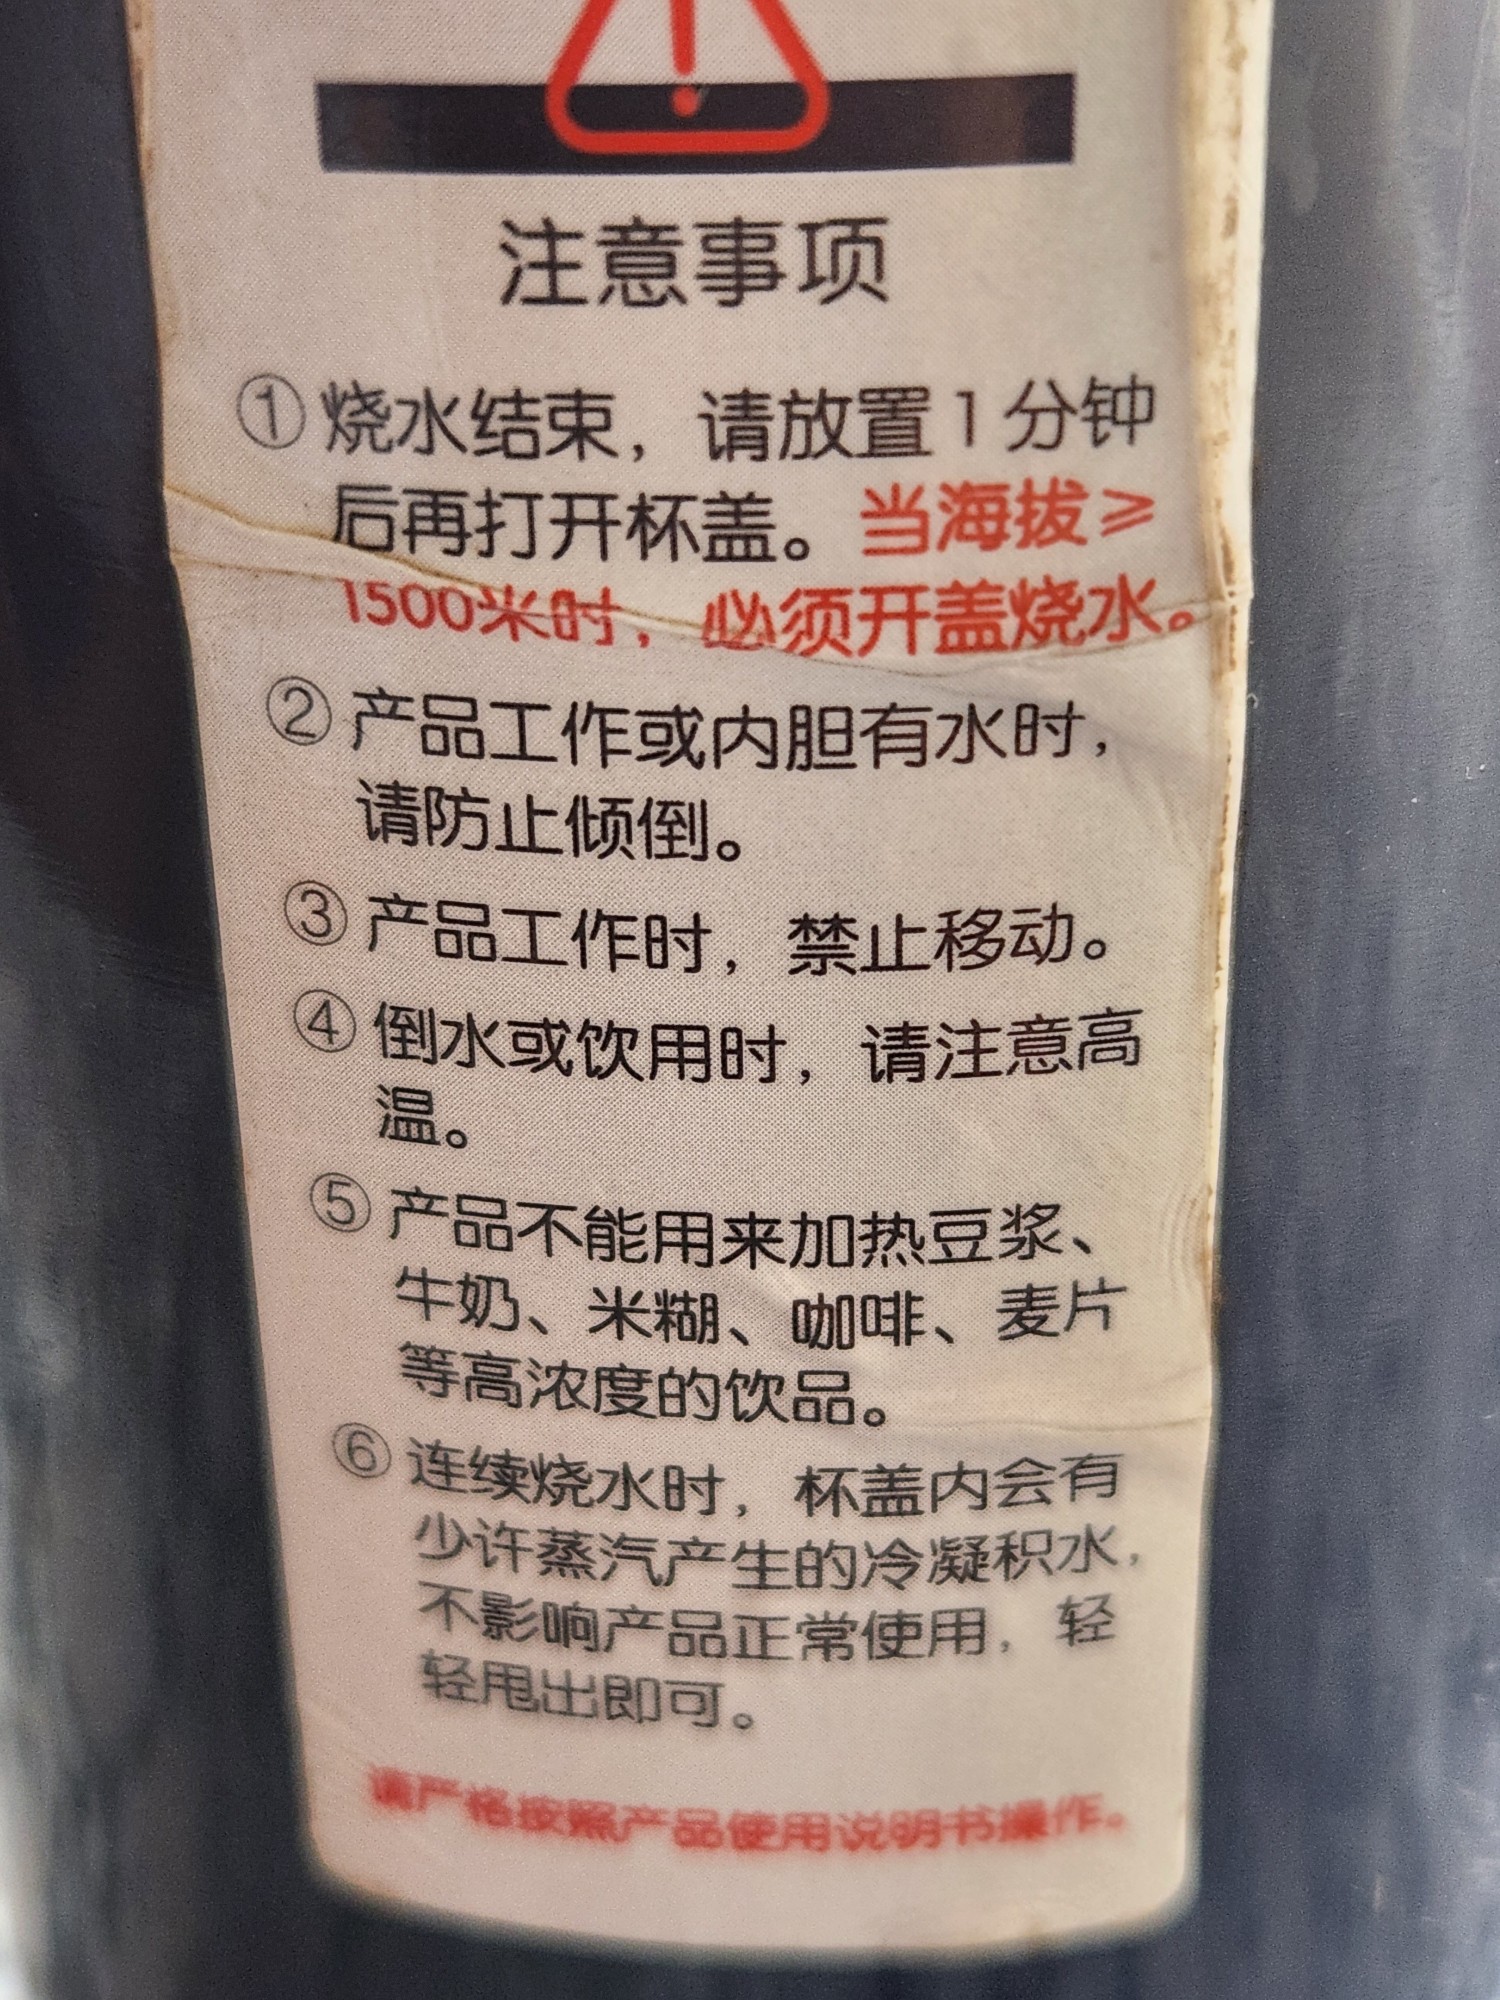 注意事项
①烧水结束，请放置1分钟
后再打开杯盖。当海拔≥
1500米时，必须开盖烧水。
②产品工作或内胆有水时，
请防止倾倒。
③产品工作时，禁止移动。
④倒水或饮用时，请注意高
温。
⑤产品不能用来加热豆浆、
牛奶、米糊、咖啡、麦片
等高浓度的饮品。
⑥连续烧水时，杯盖内会有
少许蒸汽产生的冷凝积水，
不影响产品正常使用，轻
轻甩出即可。
请严格按照产品使用说明书操作。